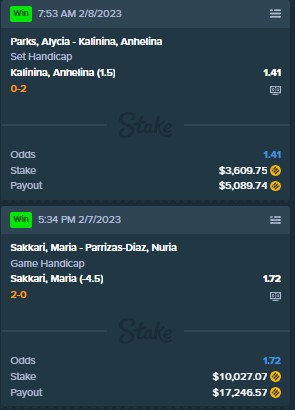 Win 7:53 AM 2/8/2023
Parks, Alycia - Kalinina, Anhelina
Set Handicap
Kalinina, Anhelina (1.5) 1.41
0-2
Stake
Odds 1.41
Stake $3,609.75
Payout $5,089.74
Win 5:34 PM 2/7/2023
Sakkari, Maria - Parrizas-Diaz, Nuria
Game Handicap
Sakkari, Maria (-4.5) 1.72
2-0
Stake
Odds 1.72
Stake $10,027.07
Payout $17,246.57